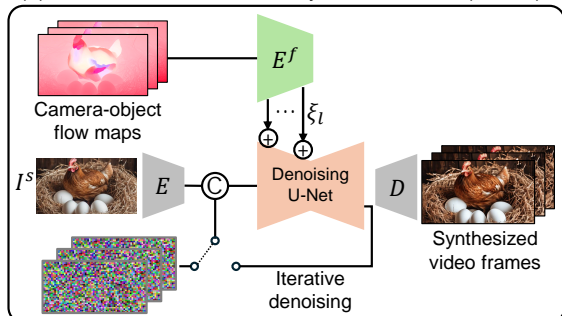 E^f
Camera-object
flow maps
...
ξ_l
+
+
I^s
E
C
Denoising
U-Net
D
Synthesized
video frames
Iterative
denoising